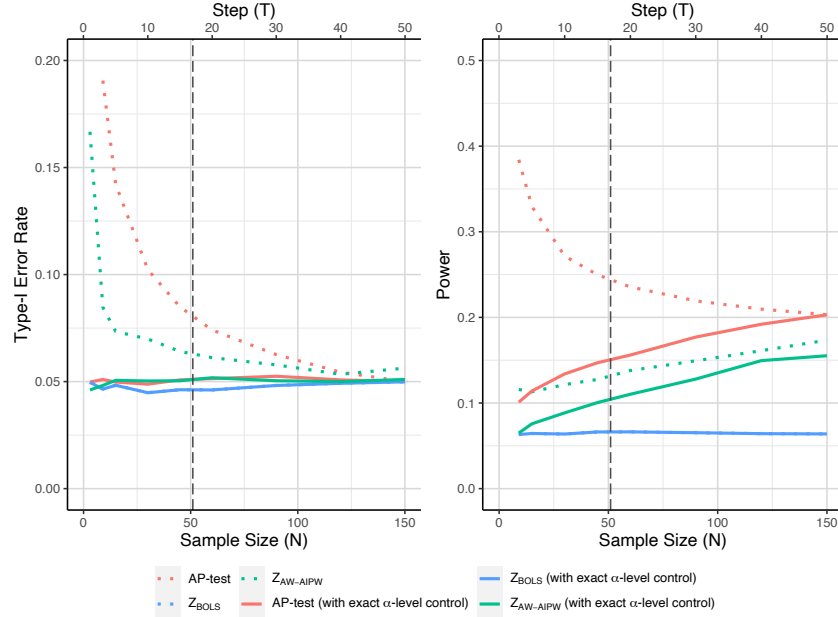 Step (T)
0 10 20 30 40 50
Type-I Error Rate
0.20
0.15
0.10
0.05
0.00
0 50 100 150
Sample Size (N)
Step (T)
0 10 20 30 40 50
Power
0.5
0.4
0.3
0.2
0.1
0.0
0 50 100 150
Sample Size (N)
AP-test
Z_AW−AIPW
Z_BOLS (with exact α-level control)
Z_BOLS
AP-test (with exact α-level control)
Z_AW−AIPW (with exact α-level control)